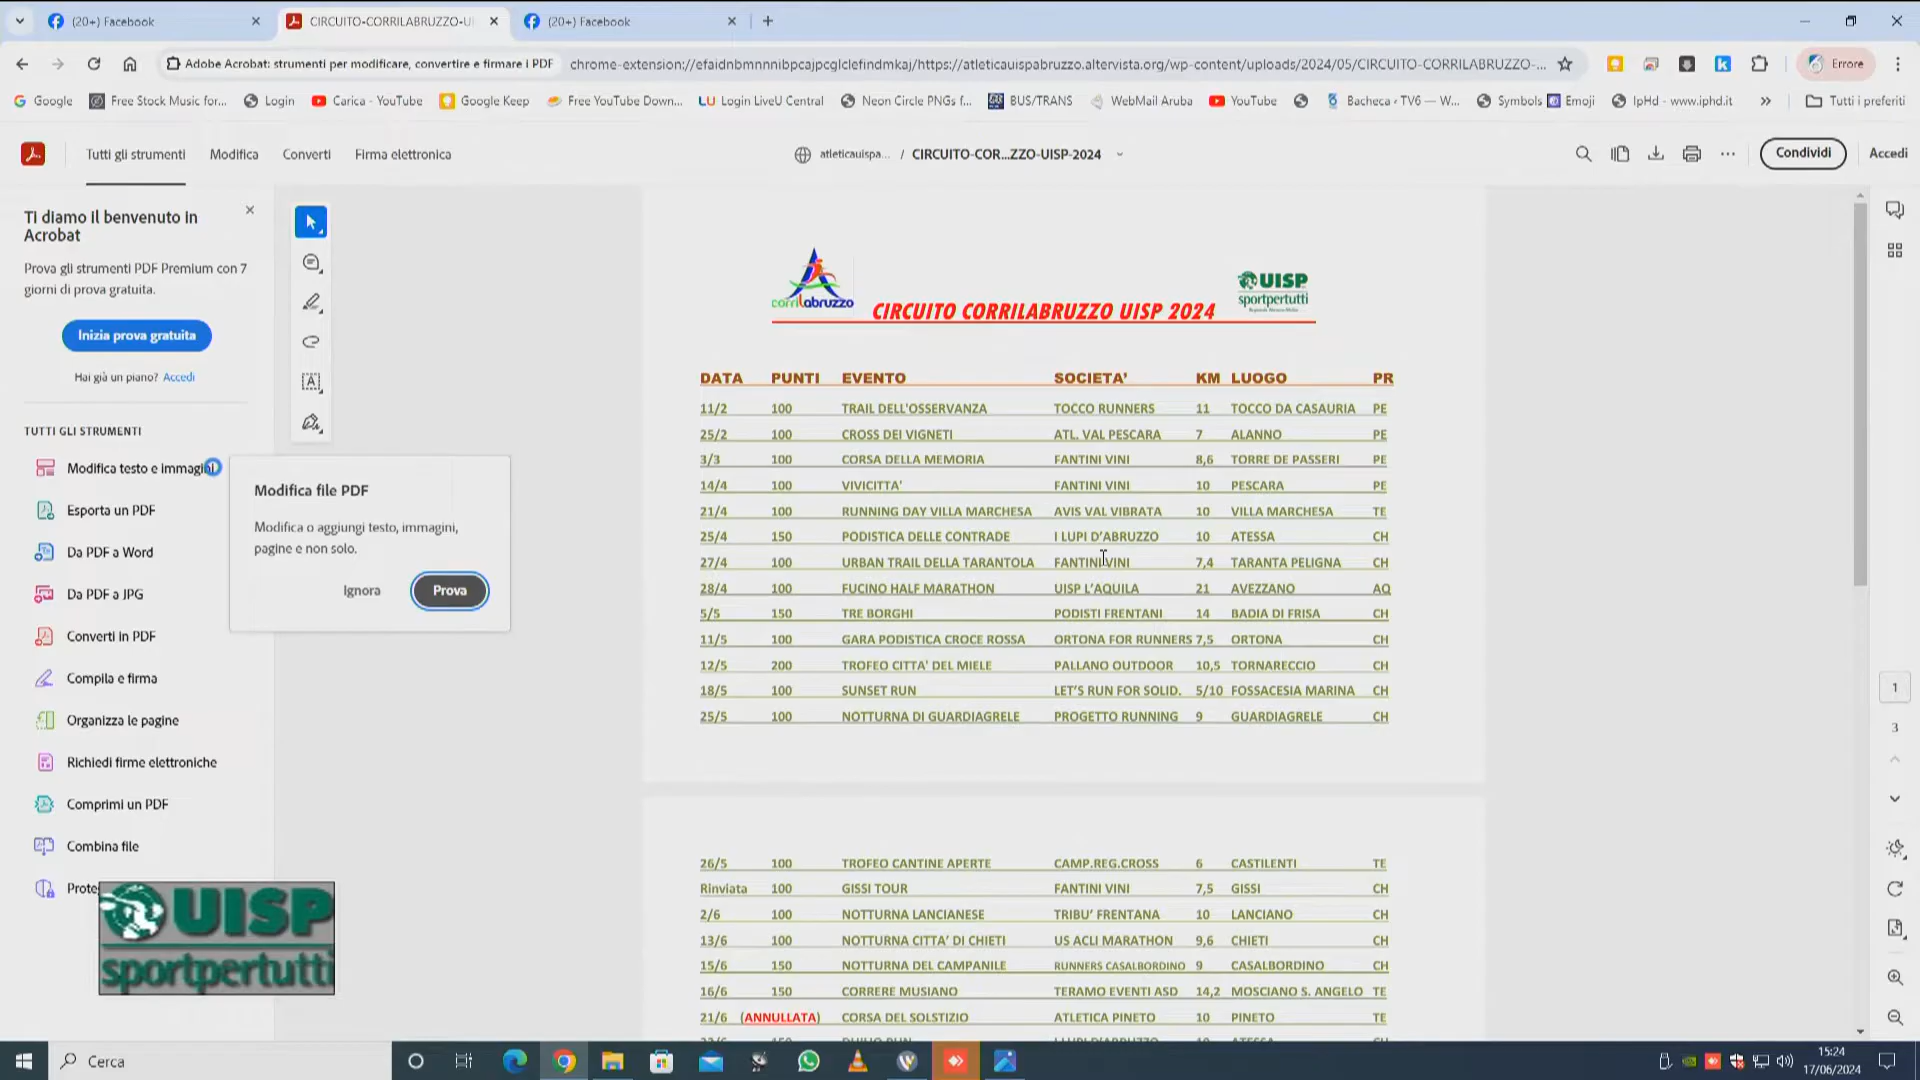 (20+) Facebook
CIRCUITO-CORRILABRUZZO-U
(20+) Facebook
Adobe Acrobat: strumenti per modificare, convertire e firmare i PDF
chrome-extension://efaidnbmnnnibpcajpcglclefindmkaj/https://atleticauispabruzzo.altervista.org/wp-content/uploads/2024/05/CIRCUITO-CORRILABRUZZO-...
Errore
Google
Free Stock Music for...
Login
Carica - YouTube
Google Keep
Free YouTube Down...
LU Login LiveU Central
Neon Circle PNGs f...
BUS/TRANS
WebMail Aruba
YouTube
Bacheca ‹ TV6 — W...
Symbols
Emoji
IpHd - www.iphd.it
Tutti i preferiti
Tutti gli strumenti
Modifica
Converti
Firma elettronica
atleticauispa... / CIRCUITO-COR...ZZO-UISP-2024
Condividi
Accedi
Ti diamo il benvenuto in
Acrobat
Prova gli strumenti PDF Premium con 7
giorni di prova gratuita.
Inizia prova gratuita
Hai già un piano? Accedi
TUTTI GLI STRUMENTI
Modifica testo e immagini
Esporta un PDF
Da PDF a Word
Da PDF a JPG
Converti in PDF
Compila e firma
Organizza le pagine
Richiedi firme elettroniche
Comprimi un PDF
Combina file
Prote
UISP
sportpertutti
Modifica file PDF
Modifica o aggiungi testo, immagini,
pagine e non solo.
Ignora
Prova
corrilabruzzo
CIRCUITO CORRILABRUZZO UISP 2024
UISP
sportpertutti
DATA PUNTI EVENTO SOCIETA’ KM LUOGO PR
11/2 100 TRAIL DELL'OSSERVANZA TOCCO RUNNERS 11 TOCCO DA CASAURIA PE
25/2 100 CROSS DEI VIGNETI ATL. VAL PESCARA 7 ALANNO PE
3/3 100 CORSA DELLA MEMORIA FANTINI VINI 8,6 TORRE DE PASSERI PE
14/4 100 VIVICITTA' FANTINI VINI 10 PESCARA PE
21/4 100 RUNNING DAY VILLA MARCHESA AVIS VAL VIBRATA 10 VILLA MARCHESA TE
25/4 150 PODISTICA DELLE CONTRADE I LUPI D’ABRUZZO 10 ATESSA CH
27/4 100 URBAN TRAIL DELLA TARANTOLA FANTINI VINI 7,4 TARANTA PELIGNA CH
28/4 100 FUCINO HALF MARATHON UISP L’AQUILA 21 AVEZZANO AQ
5/5 150 TRE BORGHI PODISTI FRENTANI 14 BADIA DI FRISA CH
11/5 100 GARA PODISTICA CROCE ROSSA ORTONA FOR RUNNERS 7,5 ORTONA CH
12/5 200 TROFEO CITTA' DEL MIELE PALLANO OUTDOOR 10,5 TORNARECCIO CH
18/5 100 SUNSET RUN LET’S RUN FOR SOLID. 5/10 FOSSACESIA MARINA CH
25/5 100 NOTTURNA DI GUARDIAGRELE PROGETTO RUNNING 9 GUARDIAGRELE CH
26/5 100 TROFEO CANTINE APERTE CAMP.REG.CROSS 6 CASTILENTI TE
Rinviata 100 GISSI TOUR FANTINI VINI 7,5 GISSI CH
2/6 100 NOTTURNA LANCIANESE TRIBU’ FRENTANA 10 LANCIANO CH
13/6 100 NOTTURNA CITTA’ DI CHIETI US ACLI MARATHON 9,6 CHIETI CH
15/6 150 NOTTURNA DEL CAMPANILE RUNNERS CASALBORDINO 9 CASALBORDINO CH
16/6 150 CORRERE MUSIANO TERAMO EVENTI ASD 14,2 MOSCIANO S. ANGELO TE
21/6 (ANNULLATA) CORSA DEL SOLSTIZIO ATLETICA PINETO 10 PINETO TE
1
3
Cerca
15:24
17/06/2024